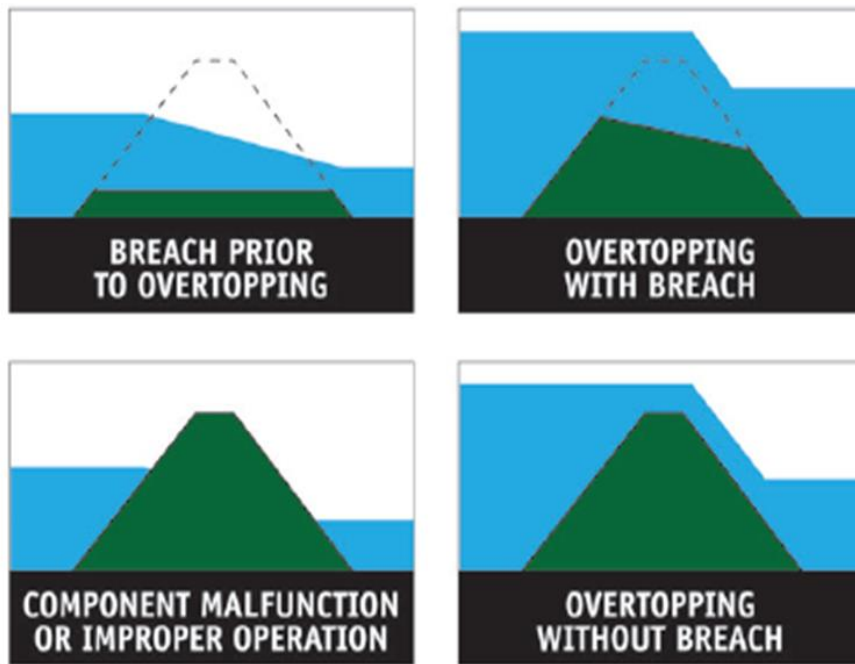 BREACH PRIOR
TO OVERTOPPING
OVERTOPPING
WITH BREACH
COMPONENT MALFUNCTION
OR IMPROPER OPERATION
OVERTOPPING
WITHOUT BREACH